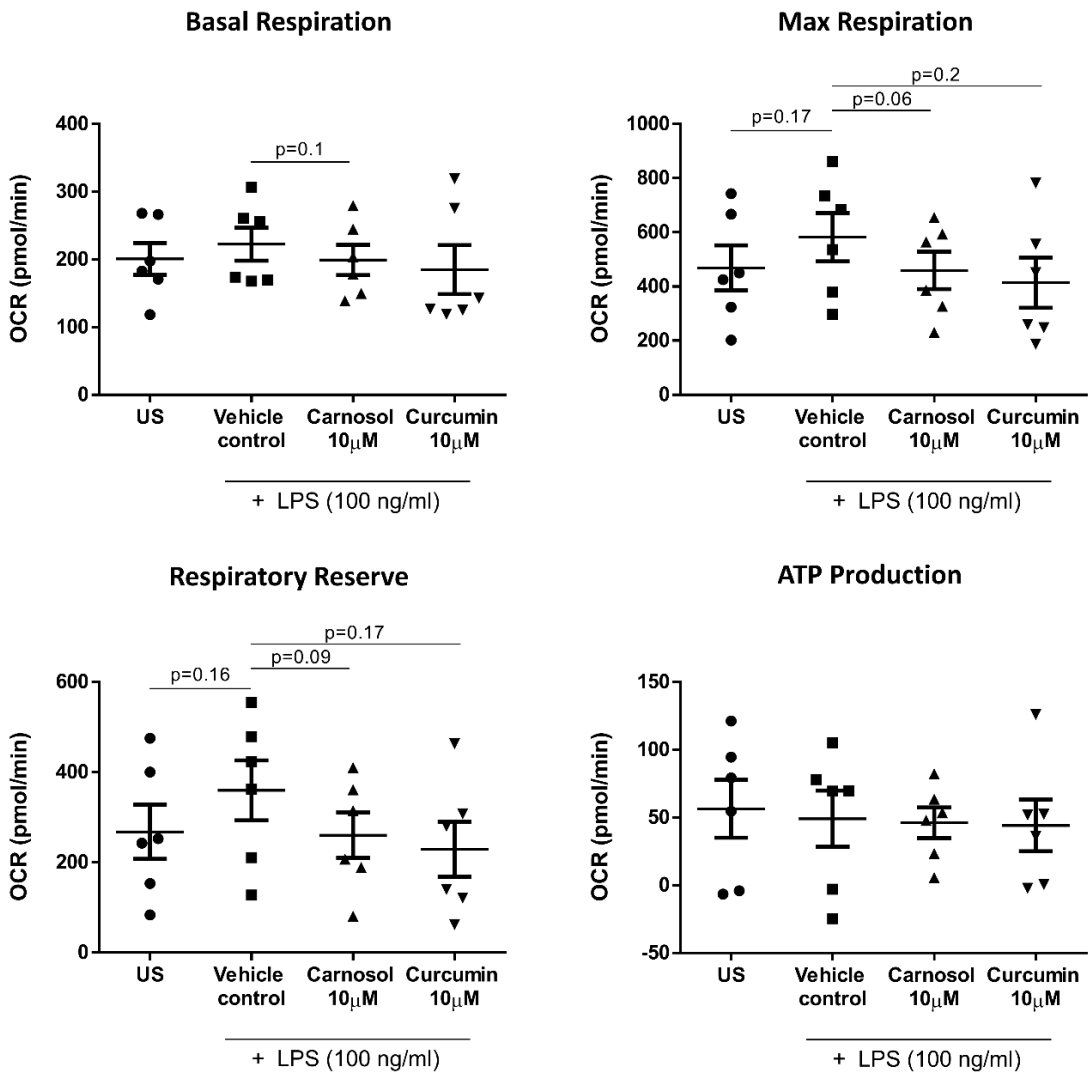 Basal Respiration
p=0.1
OCR (pmol/min)
400
300
200
100
0
US
Vehicle
control
Carnosol
10μM
Curcumin
10μM
+ LPS (100 ng/ml)
Max Respiration
p=0.2
p=0.06
p=0.17
OCR (pmol/min)
1000
800
600
400
200
0
US
Vehicle
control
Carnosol
10μM
Curcumin
10μM
+ LPS (100 ng/ml)
Respiratory Reserve
p=0.17
p=0.09
p=0.16
OCR (pmol/min)
600
400
200
0
US
Vehicle
control
Carnosol
10μM
Curcumin
10μM
+ LPS (100 ng/ml)
ATP Production
OCR (pmol/min)
150
100
50
0
-50
US
Vehicle
control
Carnosol
10μM
Curcumin
10μM
+ LPS (100 ng/ml)